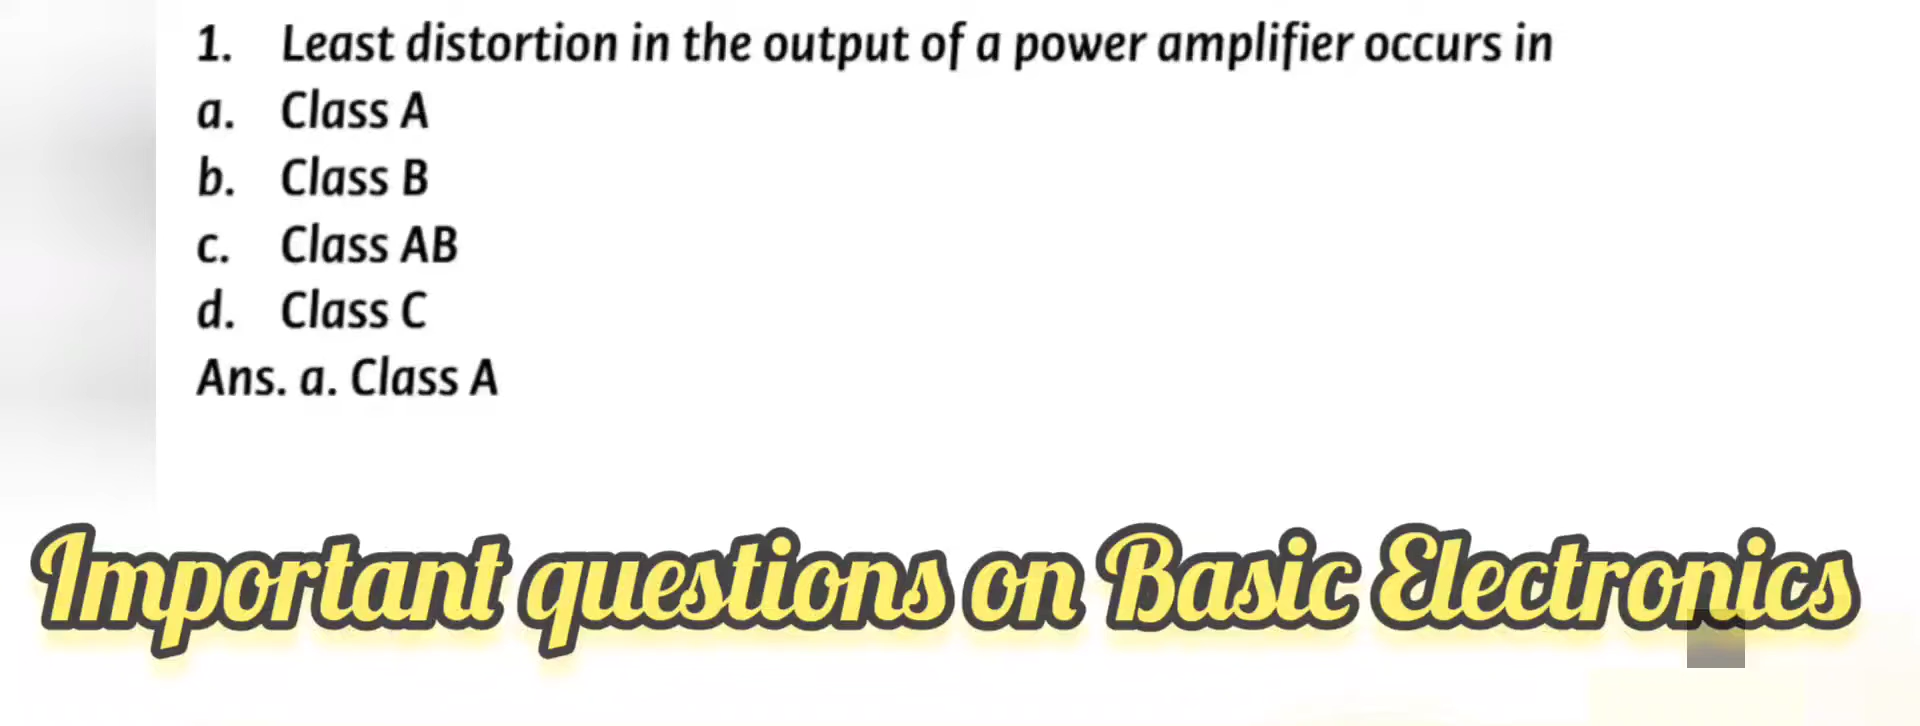 1. Least distortion in the output of a power amplifier occurs in
a. Class A
b. Class B
c. Class AB
d. Class C
Ans. a. Class A
Important questions on Basic Electronics